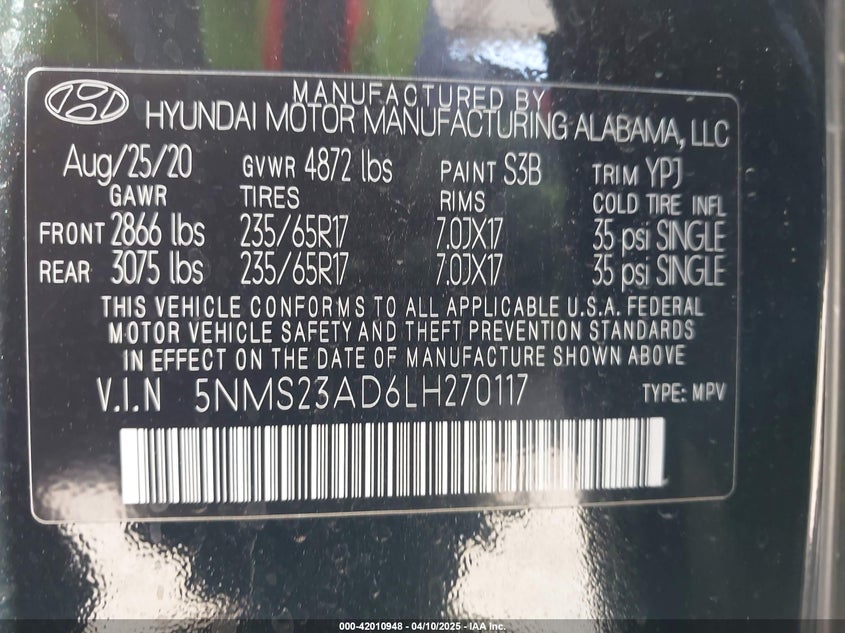 MANUFACTURED BY
HYUNDAI MOTOR MANUFACTURING ALABAMA, LLC
Aug/25/20 GVWR 4872 lbs PAINT S3B TRIM YPJ
GAWR TIRES RIMS COLD TIRE INFL
FRONT 2866 lbs 235/65R17 7.0JX17 35 psi SINGLE
REAR 3075 lbs 235/65R17 7.0JX17 35 psi SINGLE
THIS VEHICLE CONFORMS TO ALL APPLICABLE U.S.A. FEDERAL
MOTOR VEHICLE SAFETY AND THEFT PREVENTION STANDARDS
IN EFFECT ON THE DATE OF MANUFACTURE SHOWN ABOVE
V.I.N 5NMS23AD6LH270117 TYPE: MPV
000-42010948 - 04/10/2025 - IAA Inc.